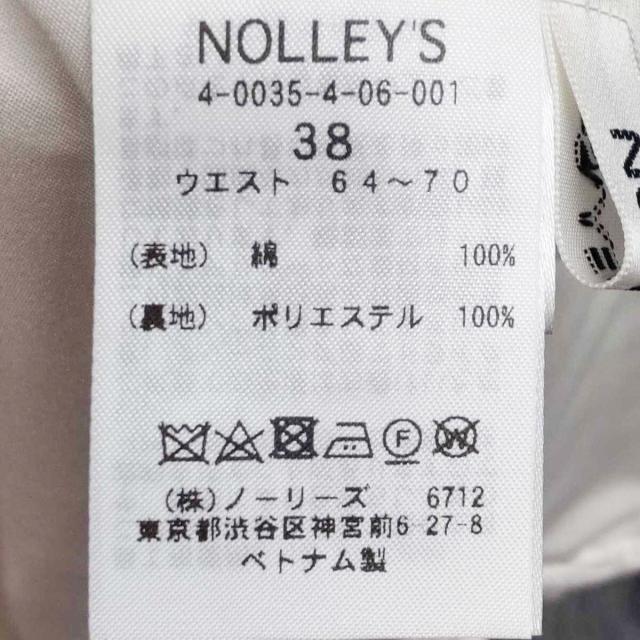 NOLLEY'S
4-0035-4-06-001
38
ウエスト 64～70
(表地) 綿 100%
(裏地) ポリエステル 100%
F W
(株)ノーリーズ 6712
東京都渋谷区神宮前6-27-8
ベトナム製